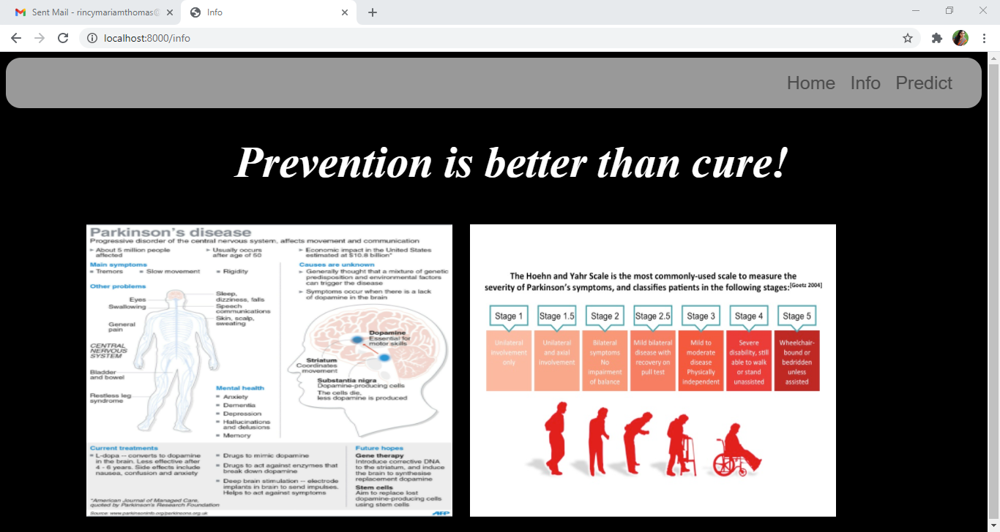 Sent Mail - rincymariamthomas@
Info
localhost:8000/info
Home Info Predict
Prevention is better than cure!
Parkinson's disease
Progressive disorder of the central nervous system, affects movement and communication
About 5 million people
affected
Usually occurs
after age of 50
Economic impact in the United States
estimated at $10.8 billion*
Main symptoms
Tremors
Slow movement
Rigidity
Causes are unknown
Generally thought that a mixture of genetic
predisposition and environmental factors
can trigger the disease
Symptoms occur when there is a lack
of dopamine in the brain
Other problems
Eyes
Swallowing
General
pain
CENTRAL
NERVOUS
SYSTEM
Bladder
and bowel
Restless leg
syndrome
Sleep,
dizziness, falls
Speech
communications
Skin, scalp,
sweating
Mental health
Anxiety
Dementia
Depression
Hallucinations
and delusions
Memory
Dopamine
Essential for
motor skills
Striatum
Coordinates
movement
Substantia nigra
Dopamine-producing cells
The cells die,
less dopamine is produced
Current treatments
L-dopa -- converts to dopamine
in the brain. Less effective after
4 - 6 years. Side effects include
nausea, confusion and anxiety
Drugs to mimic dopamine
Drugs to act against enzymes that
break down dopamine
Deep brain stimulation -- electrode
implants in brain to send impulses.
Helps to act against symptoms
Future hopes
Gene therapy
Introduce corrective DNA
to the striatum, and induce
the brain to synthesise
replacement dopamine
Stem cells
Aim to replace lost
dopamine-producing cells
using stem cells
*American Journal of Managed Care,
quoted by Parkinson's Research Foundation
Source: www.parkinsoninfo.org/parkinsons.org.uk
AFP
The Hoehn and Yahr Scale is the most commonly-used scale to measure the
severity of Parkinson's symptoms, and classifies patients in the following stages:[Goetz 2004]
Stage 1
Stage 1.5
Stage 2
Stage 2.5
Stage 3
Stage 4
Stage 5
Unilateral
involvement
only
Unilateral
and axial
involvement
Bilateral
symptoms
No
impairment
of balance
Mild bilateral
disease with
recovery on
pull test
Mild to
moderate
disease
Physically
independent
Severe
disability, still
able to walk
or stand
unassisted
Wheelchair-
bound or
bedridden
unless
assisted